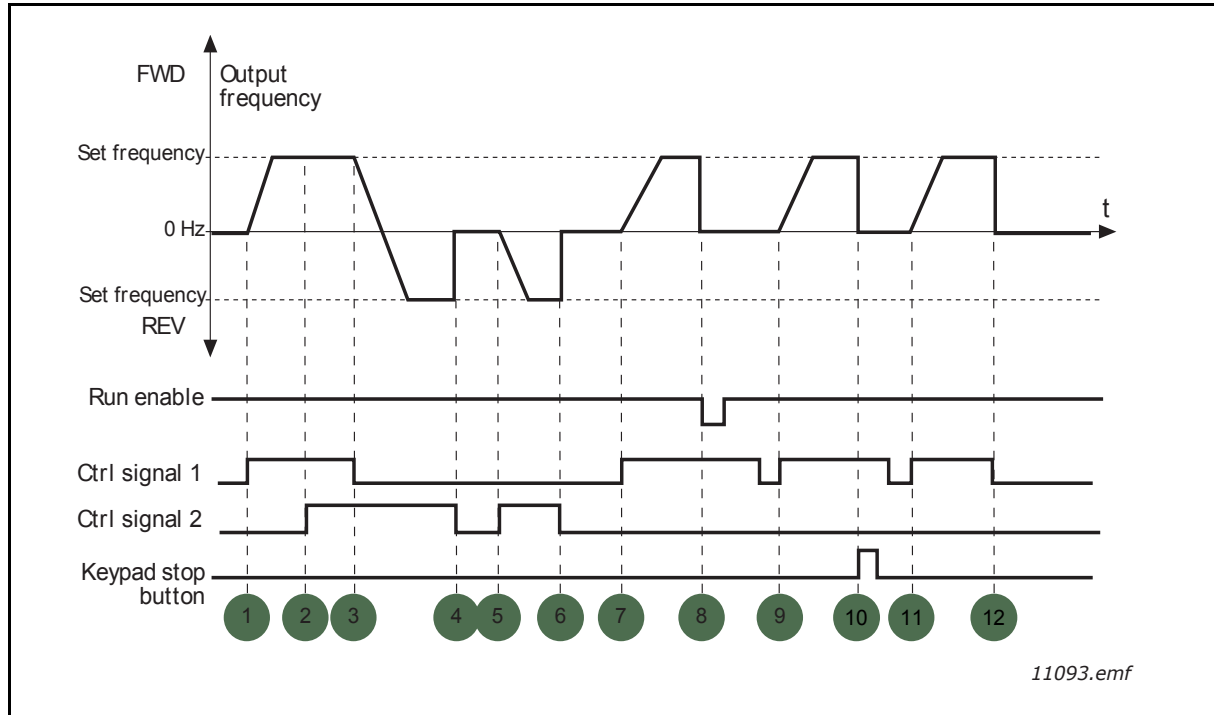 FWD
Output
frequency
Set frequency
0 Hz
t
Set frequency
REV
Run enable
Ctrl signal 1
Ctrl signal 2
Keypad stop
button
1 2 3 4 5 6 7 8 9 10 11 12
11093.emf